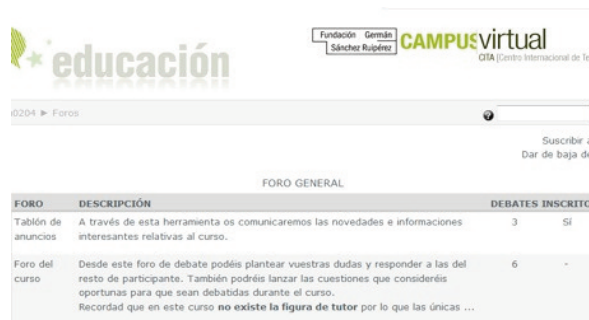 educación
Fundación Germán
Sánchez Ruipérez
CAMPUSvirtual
CITA [Centro Internacional de Te
0204 ► Foros
Suscribir a
Dar de baja de
FORO GENERAL
FORO DESCRIPCIÓN DEBATES INSCRITO
Tablón de anuncios
A través de esta herramienta os comunicaremos las novedades e informaciones
interesantes relativas al curso.
3 Sí
Foro del curso
Desde este foro de debate podéis plantear vuestras dudas y responder a las del
resto de participante. También podréis lanzar las cuestiones que consideréis
oportunas para que sean debatidas durante el curso.
Recordad que en este curso no existe la figura de tutor por lo que las únicas ...
6 -